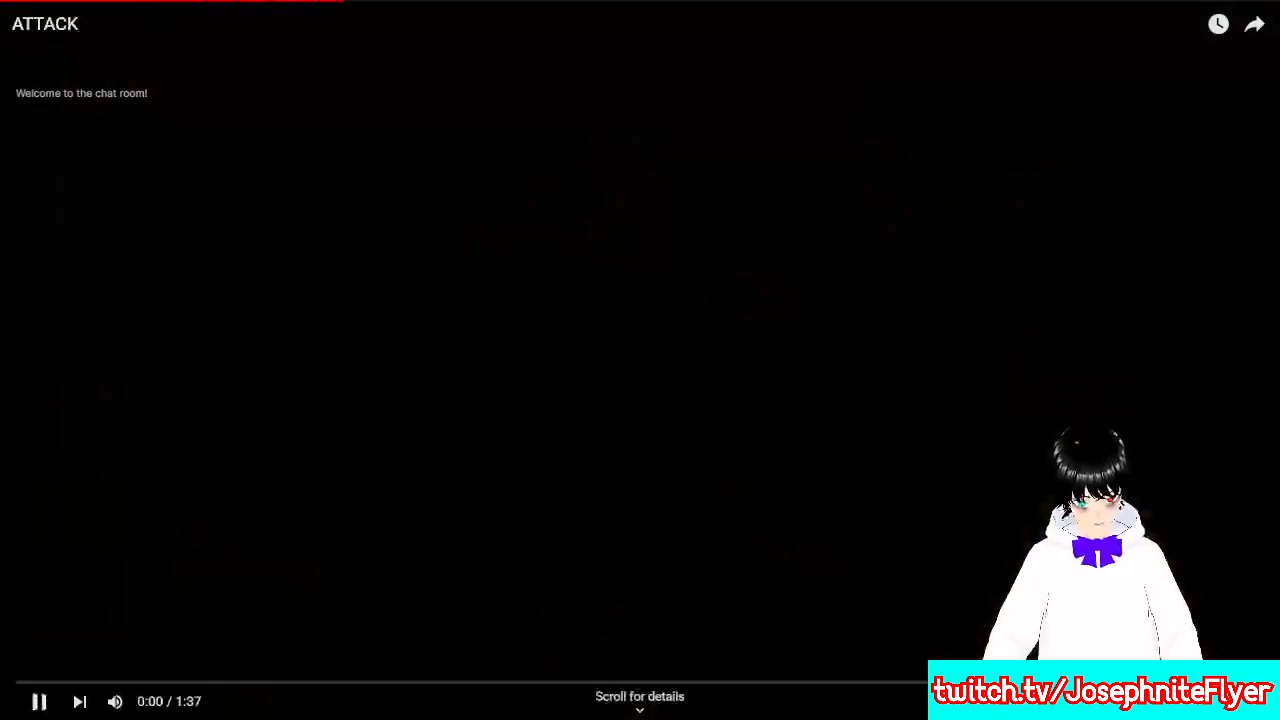 ATTACK
Welcome to the chat room!
0:00 / 1:37
Scroll for details
twitch.tv/JosephniteFlyer